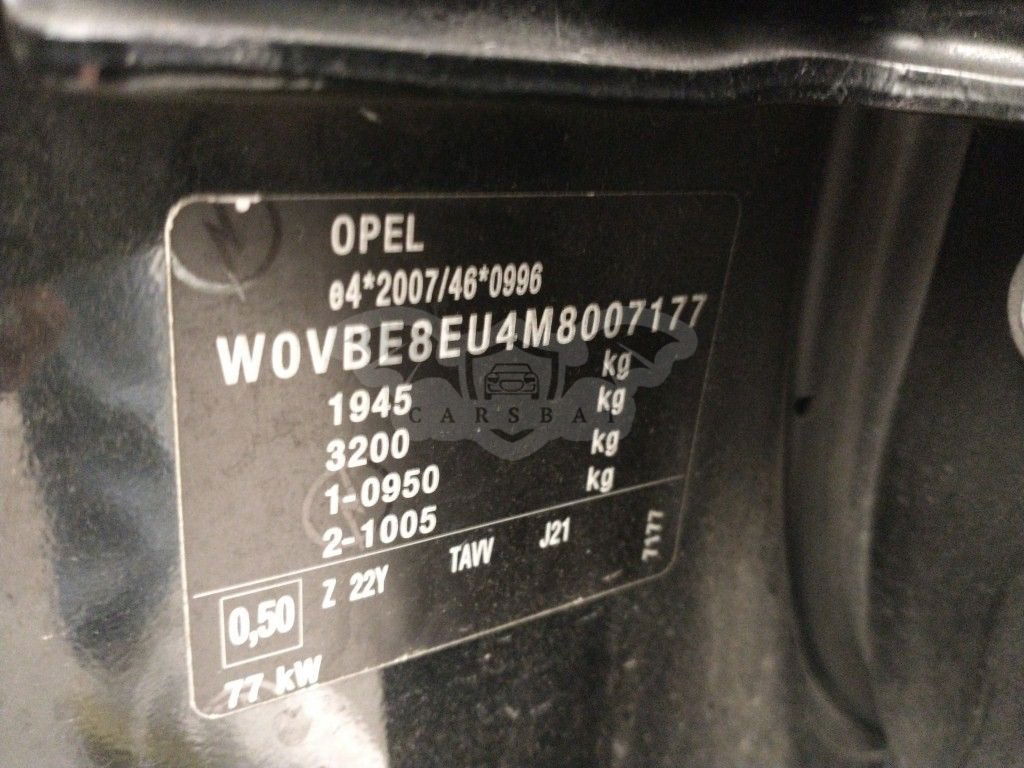 OPEL
e4*2007/46*0996
W0VBE8EU4M8007177
1945 kg
3200 kg
1-0950 kg
2-1005 kg
0,50 Z 22Y TAVV J21 7177
77 kW
CARSBAT